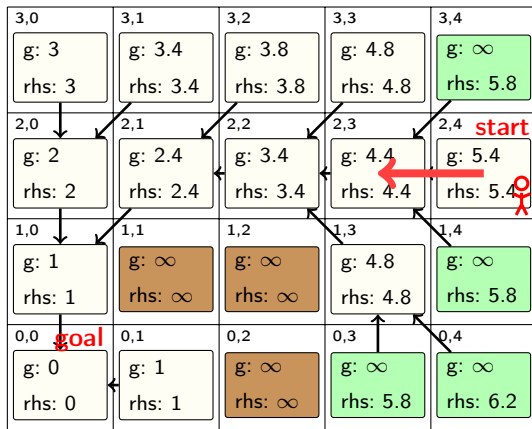 3,0 3,1 3,2 3,3 3,4
g: 3 g: 3.4 g: 3.8 g: 4.8 g: ∞
rhs: 3 rhs: 3.4 rhs: 3.8 rhs: 4.8 rhs: 5.8
2,0 2,1 2,2 2,3 2,4 start
g: 2 g: 2.4 g: 3.4 g: 4.4 g: 5.4
rhs: 2 rhs: 2.4 rhs: 3.4 rhs: 4.4 rhs: 5.4
1,0 1,1 1,2 1,3 1,4
g: 1 g: ∞ g: ∞ g: 4.8 g: ∞
rhs: 1 rhs: ∞ rhs: ∞ rhs: 4.8 rhs: 5.8
0,0 goal 0,1 0,2 0,3 0,4
g: 0 g: 1 g: ∞ g: ∞ g: ∞
rhs: 0 rhs: 1 rhs: ∞ rhs: 5.8 rhs: 6.2